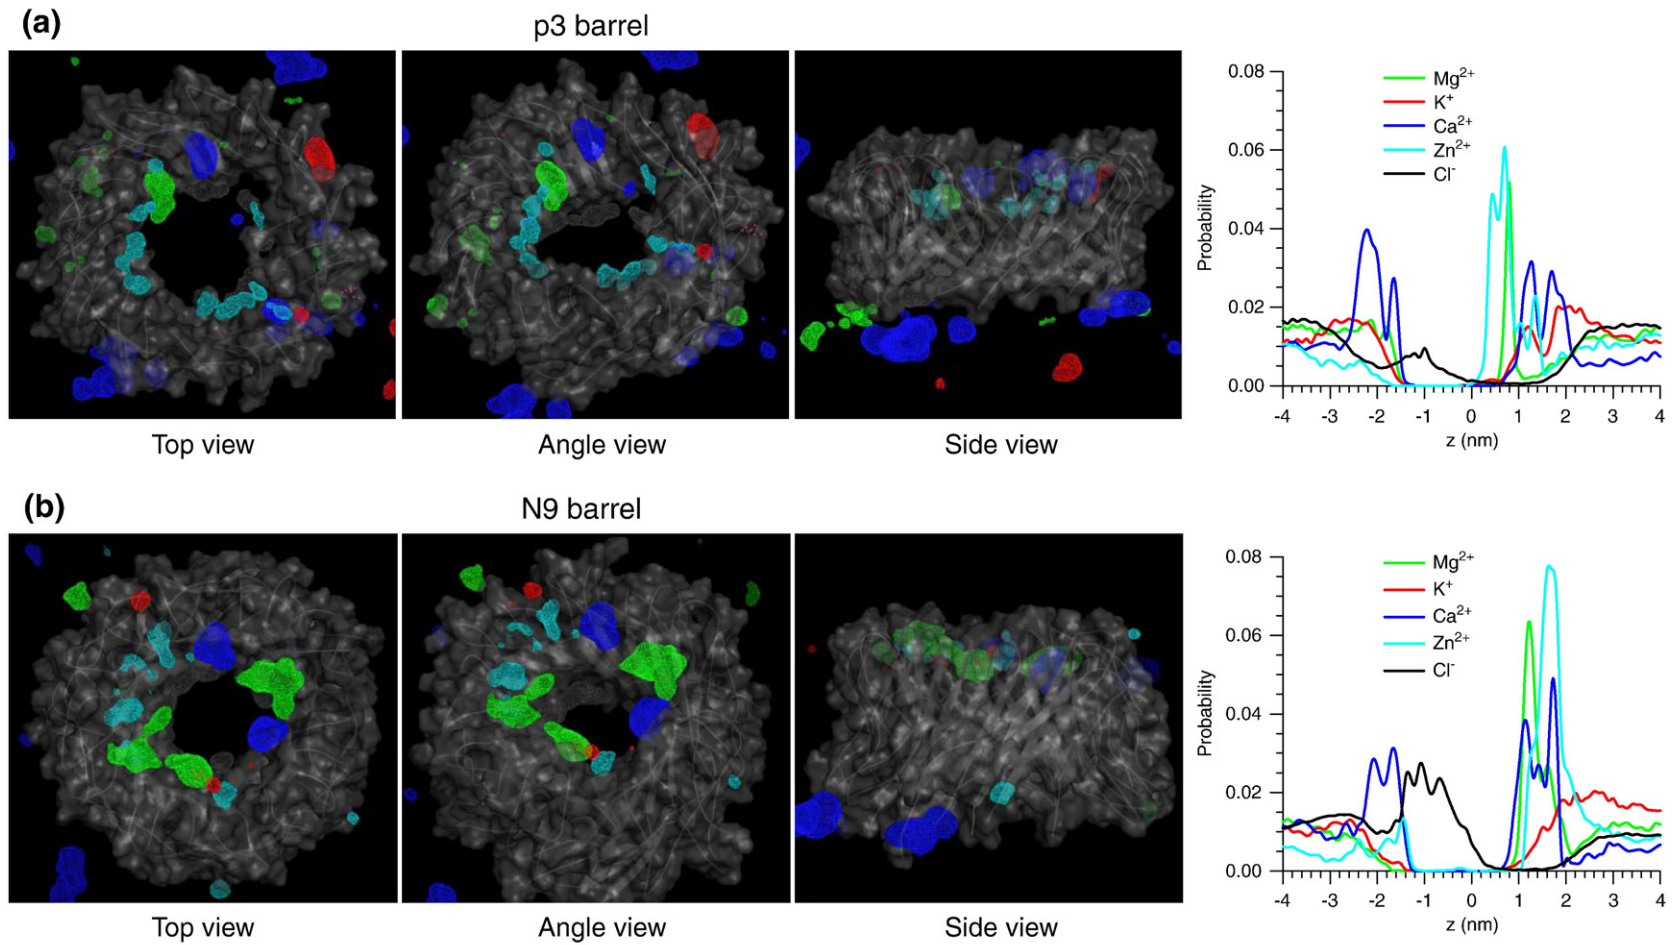 (a)
p3 barrel
Top view
Angle view
Side view
0.08
0.06
0.04
0.02
0.00
Probability
Mg2+
K+
Ca2+
Zn2+
Cl-
-4 -3 -2 -1 0 1 2 3 4
z (nm)
(b)
N9 barrel
Top view
Angle view
Side view
0.08
0.06
0.04
0.02
0.00
Probability
Mg2+
K+
Ca2+
Zn2+
Cl-
-4 -3 -2 -1 0 1 2 3 4
z (nm)